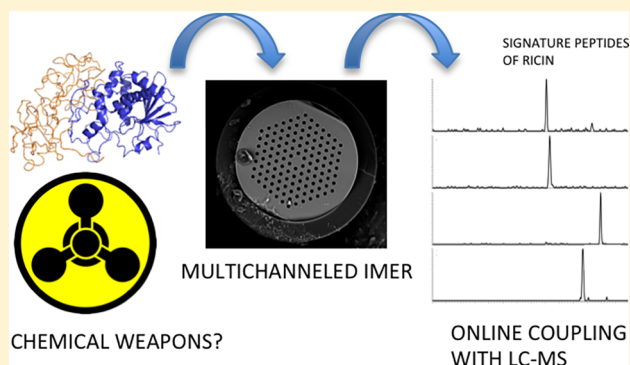 SIGNATURE PEPTIDES
OF RICIN
MULTICHANNELED IMER
CHEMICAL WEAPONS?
ONLINE COUPLING
WITH LC-MS